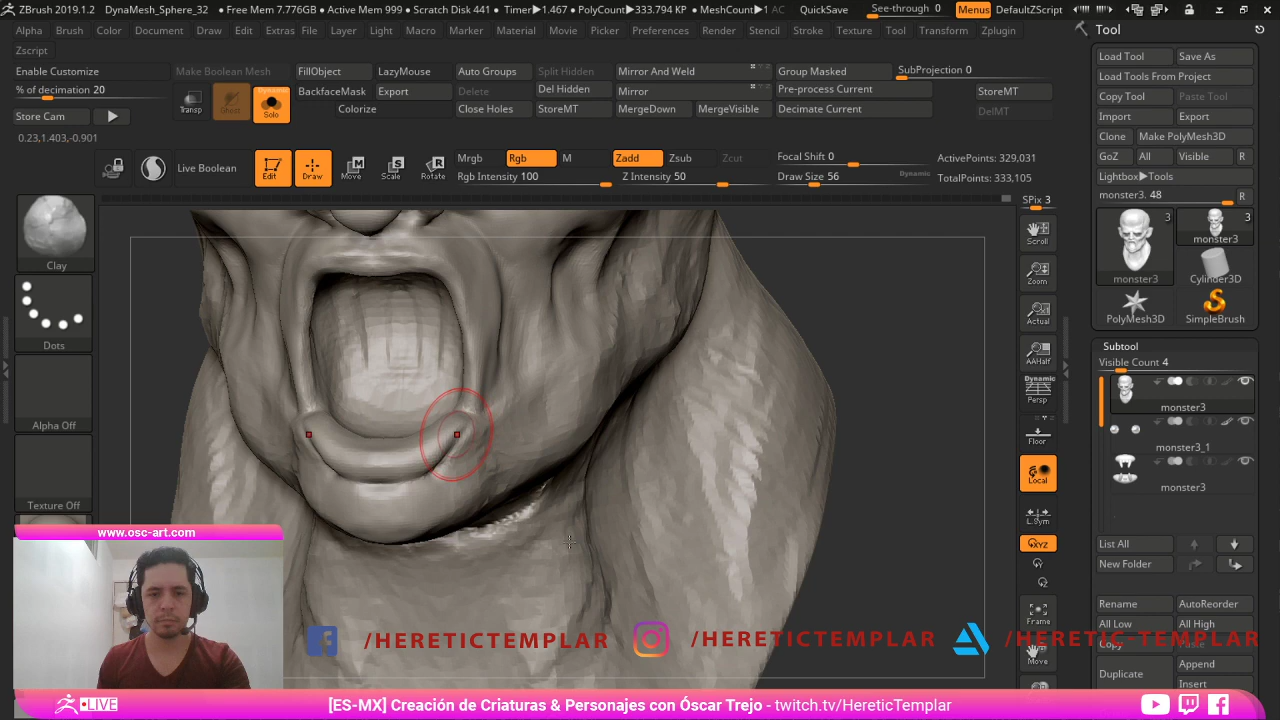 ZBrush 2019.1.2 DynaMesh_Sphere_32 • Free Mem 7.776GB • Active Mem 999 • Scratch Disk 441 • Timer▶1.467 • PolyCount▶333.794 KP • MeshCount▶1 AC QuickSave See-through 0 Menus DefaultZScript
Alpha Brush Color Document Draw Edit Extras File Layer Light Macro Marker Material Movie Picker Preferences Render Stencil Stroke Texture Tool Transform Zplugin
Zscript
Enable Customize Make Boolean Mesh FillObject LazyMouse Auto Groups Split Hidden Mirror And Weld Group Masked SubProjection 0
% of decimation 20 Transp Ghost Solo BackfaceMask Export Delete Del Hidden Mirror Pre-process Current StoreMT
Store Cam Colorize Close Holes StoreMT MergeDown MergeVisible Decimate Current DelMT
0.23,1.403,-0.901
Live Boolean Edit Draw Move Scale Rotate Mrgb Rgb M Zadd Zsub Zcut Focal Shift 0 ActivePoints: 329,031
Rgb Intensity 100 Z Intensity 50 Draw Size 56 Dynamic TotalPoints: 333,105
Clay
Dots
Alpha Off
Texture Off
SPix 3
Scroll
Zoom
Actual
AAHalf
Dynamic
Persp
Floor
Local
L.Sym
XYZ
Frame
Move
Tool
Load Tool Save As
Load Tools From Project
Copy Tool Paste Tool
Import Export
Clone Make PolyMesh3D
GoZ All Visible R
Lightbox▶Tools
monster3. 48 R
3 3
monster3
monster3 Cylinder3D
PolyMesh3D SimpleBrush
Subtool
Visible Count 4
monster3
monster3_1
monster3
List All
New Folder
Rename AutoReorder
All Low All High
Copy Paste
Duplicate Append
Insert
www.osc-art.com
/HERETICTEMPLAR /HERETICTEMPLAR /HERETIC_TEMPLAR
LIVE [ES-MX] Creación de Criaturas & Personajes con Óscar Trejo - twitch.tv/HereticTemplar